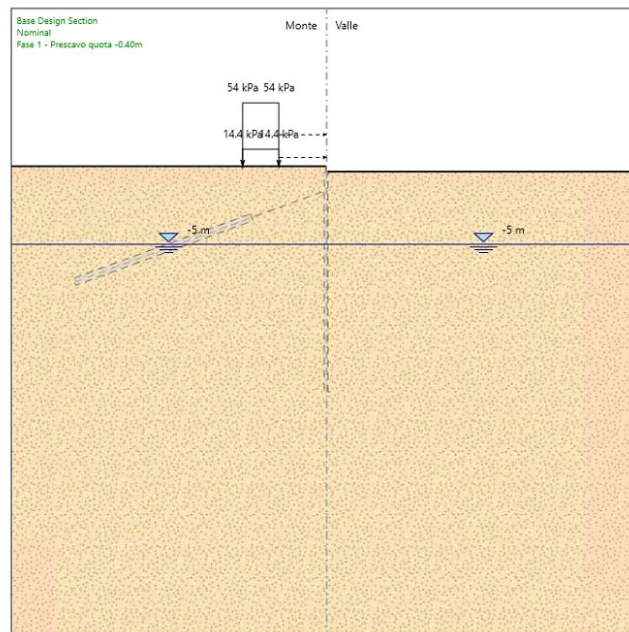 Base Design Section
Nominal
Fase 1 - Prescavo quota -0.40m
Monte Valle
54 kPa 54 kPa
14.4 kPa 14.4 kPa
-5 m -5 m